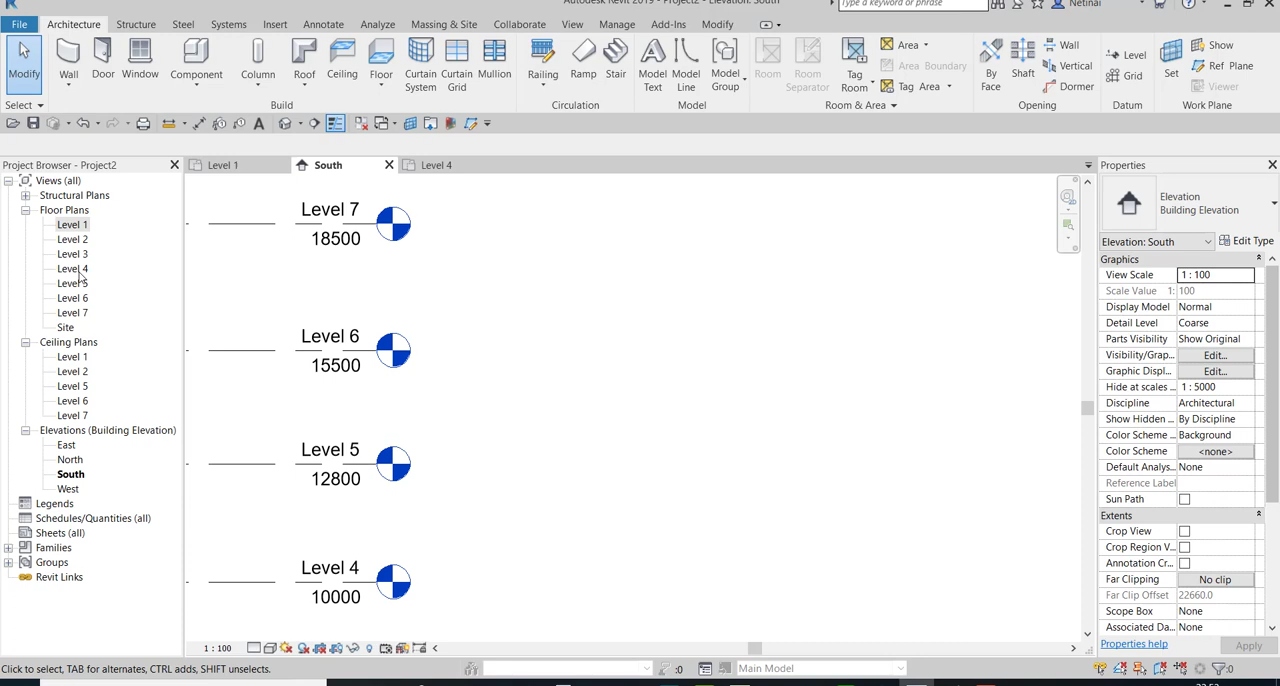 Autodesk Revit 2019 - Project2 - Elevation: South
Type a keyword or phrase
Netinai
File Architecture Structure Steel Systems Insert Annotate Analyze Massing & Site Collaborate View Manage Add-Ins Modify
Modify Wall Door Window Component Column Roof Ceiling Floor Curtain System Curtain Grid Mullion Railing Ramp Stair Model Text Model Line Model Group Room Room Separator Tag Room
Area
Area Boundary
Tag Area
By Face Shaft
Wall
Vertical
Dormer
Level
Grid
Set
Show
Ref Plane
Viewer
Select Build Circulation Model Room & Area Opening Datum Work Plane
Project Browser - Project2
Views (all)
Structural Plans
Floor Plans
Level 1
Level 2
Level 3
Level 4
Level 5
Level 6
Level 7
Site
Ceiling Plans
Level 1
Level 2
Level 5
Level 6
Level 7
Elevations (Building Elevation)
East
North
South
West
Legends
Schedules/Quantities (all)
Sheets (all)
Families
Groups
Revit Links
Level 1 South Level 4
Level 7
18500
Level 6
15500
Level 5
12800
Level 4
10000
1 : 100
Properties
Elevation
Building Elevation
Elevation: South Edit Type
Graphics
View Scale 1 : 100
Scale Value 1: 100
Display Model Normal
Detail Level Coarse
Parts Visibility Show Original
Visibility/Grap... Edit...
Graphic Displ... Edit...
Hide at scales ... 1 : 5000
Discipline Architectural
Show Hidden ... By Discipline
Color Scheme ... Background
Color Scheme <none>
Default Analys... None
Reference Label
Sun Path
Extents
Crop View
Crop Region V...
Annotation Cr...
Far Clipping No clip
Far Clip Offset 22660.0
Scope Box None
Associated Da... None
Properties help Apply
Click to select, TAB for alternates, CTRL adds, SHIFT unselects.
:0 Main Model :0